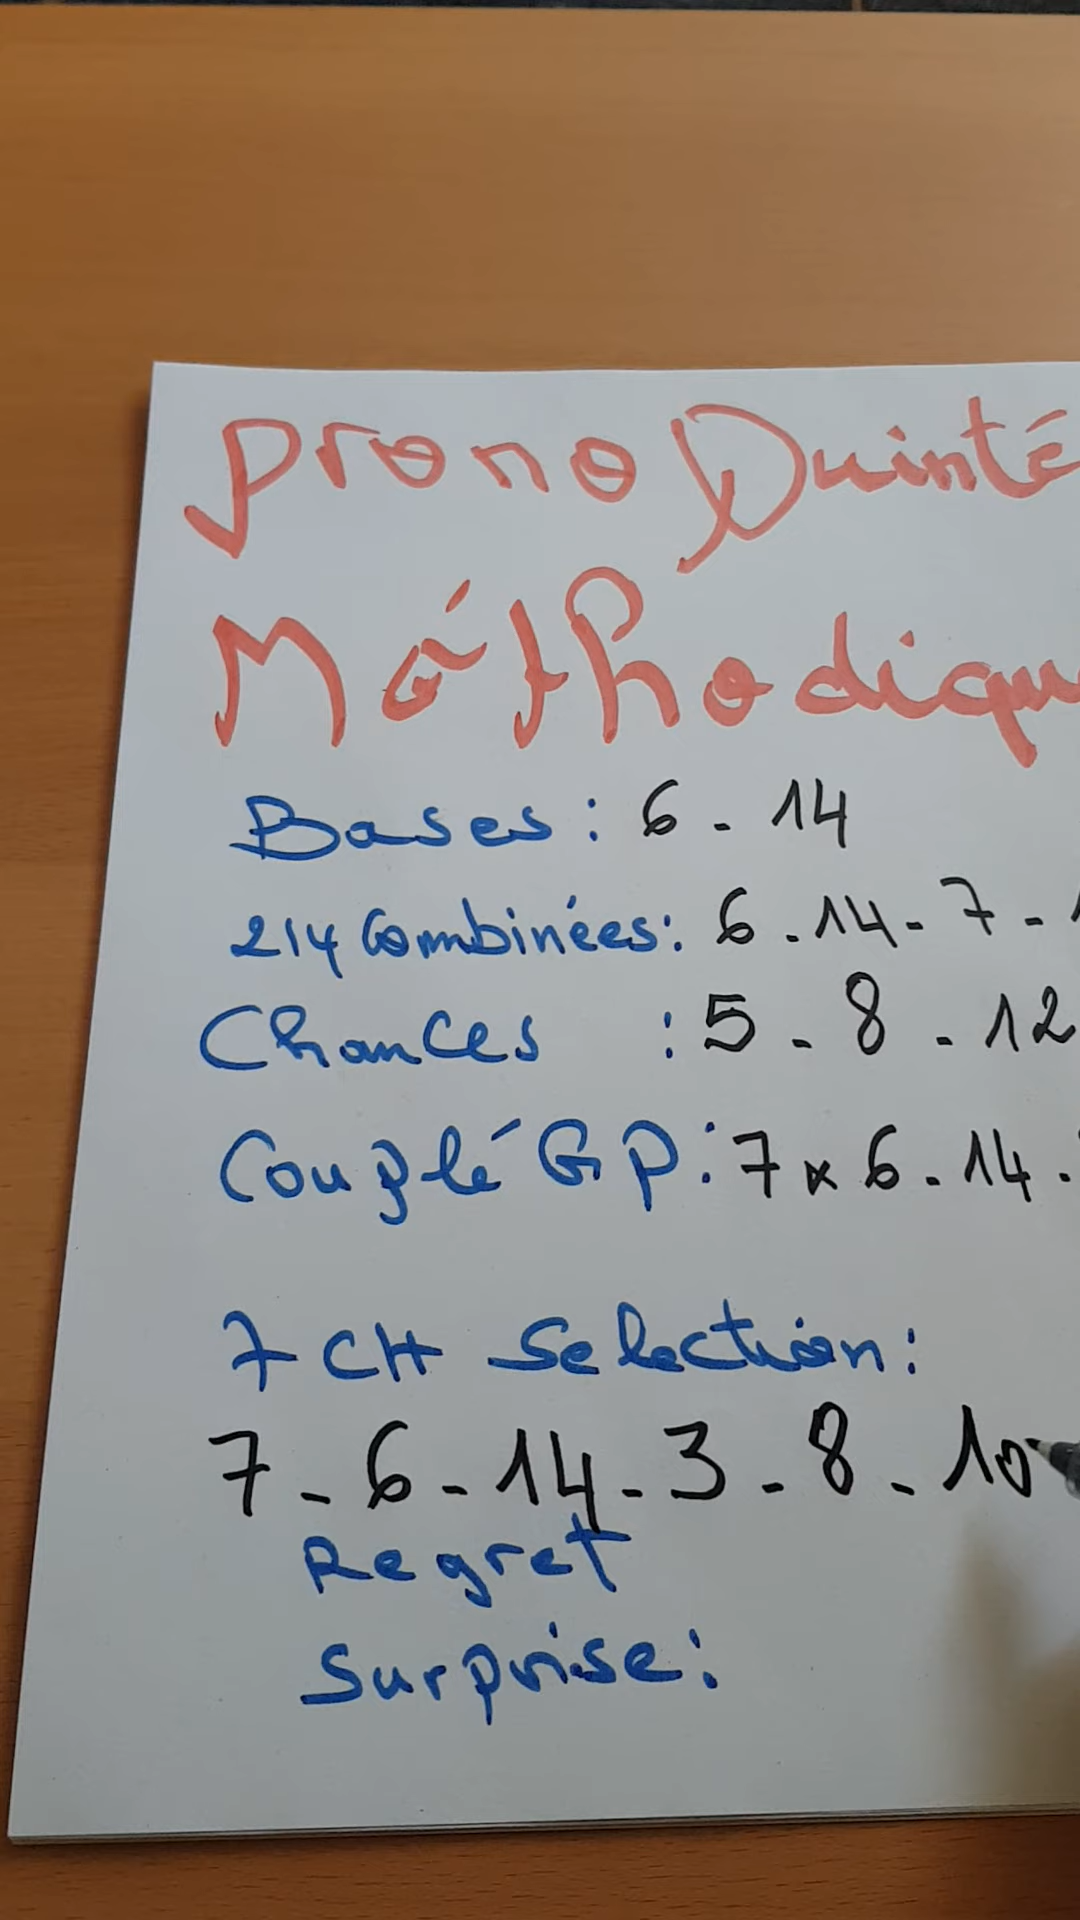 Prono Quinté
Méthodique
Bases : 6 - 14
2/4 Combinées : 6 - 14 - 7 -
Chances : 5 - 8 - 12
Couplé GP : 7 x 6 - 14 -
7 CH Selection :
7 - 6 - 14 - 3 - 8 - 10
Regret
Surprise :